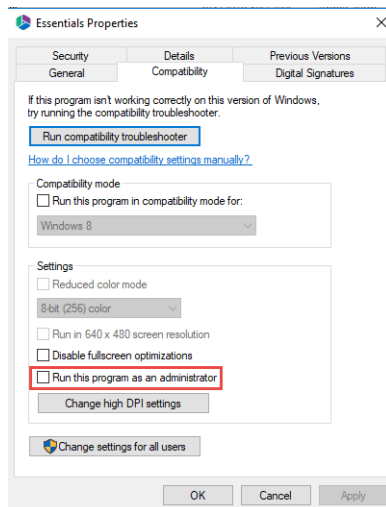 Essentials Properties
Security Details Previous Versions
General Compatibility Digital Signatures
If this program isn't working correctly on this version of Windows,
try running the compatibility troubleshooter.
Run compatibility troubleshooter
How do I choose compatibility settings manually?
Compatibility mode
Run this program in compatibility mode for:
Windows 8
Settings
Reduced color mode
8-bit (256) color
Run in 640 x 480 screen resolution
Disable fullscreen optimizations
Run this program as an administrator
Change high DPI settings
Change settings for all users
OK Cancel Apply